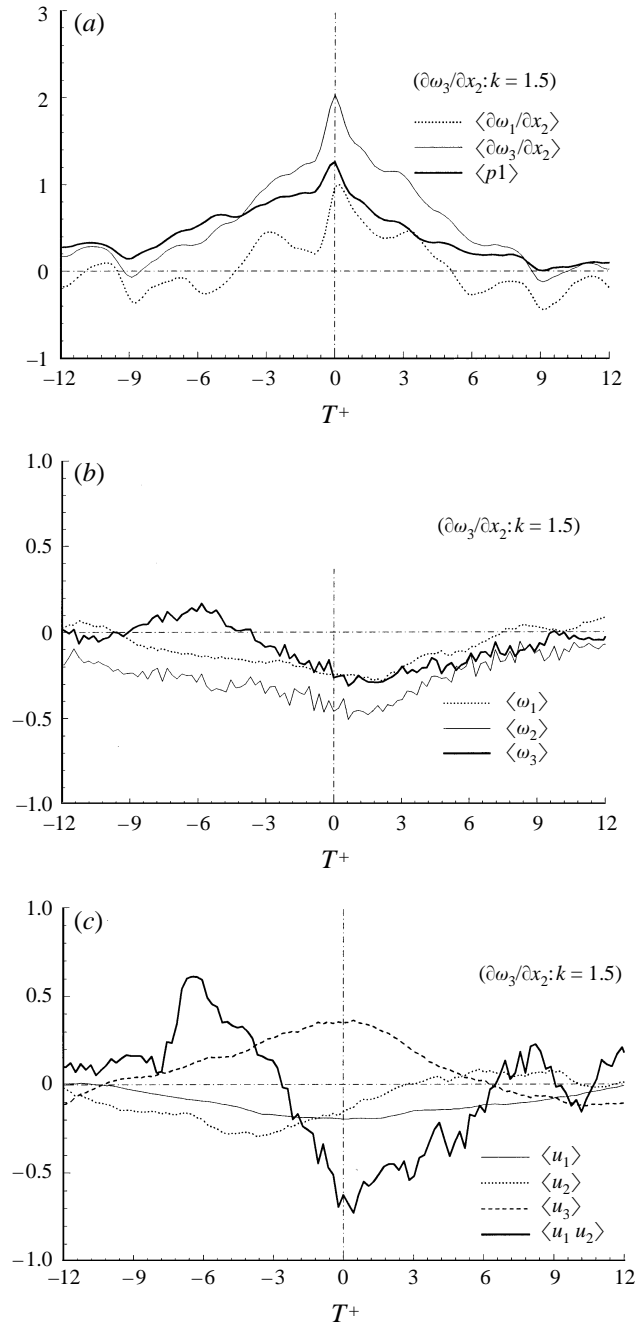 (a)
3
2
1
0
−1
(∂ω₃/∂x₂: k = 1.5)
⟨∂ω₁/∂x₂⟩
⟨∂ω₃/∂x₂⟩
⟨p1⟩
−12 −9 −6 −3 0 3 6 9 12
T⁺
(b)
1.0
0.5
0
−0.5
−1.0
(∂ω₃/∂x₂: k = 1.5)
⟨ω₁⟩
⟨ω₂⟩
⟨ω₃⟩
−12 −9 −6 −3 0 3 6 9 12
T⁺
(c)
1.0
0.5
0
−0.5
−1.0
(∂ω₃/∂x₂: k = 1.5)
⟨u₁⟩
⟨u₂⟩
⟨u₃⟩
⟨u₁ u₂⟩
−12 −9 −6 −3 0 3 6 9 12
T⁺